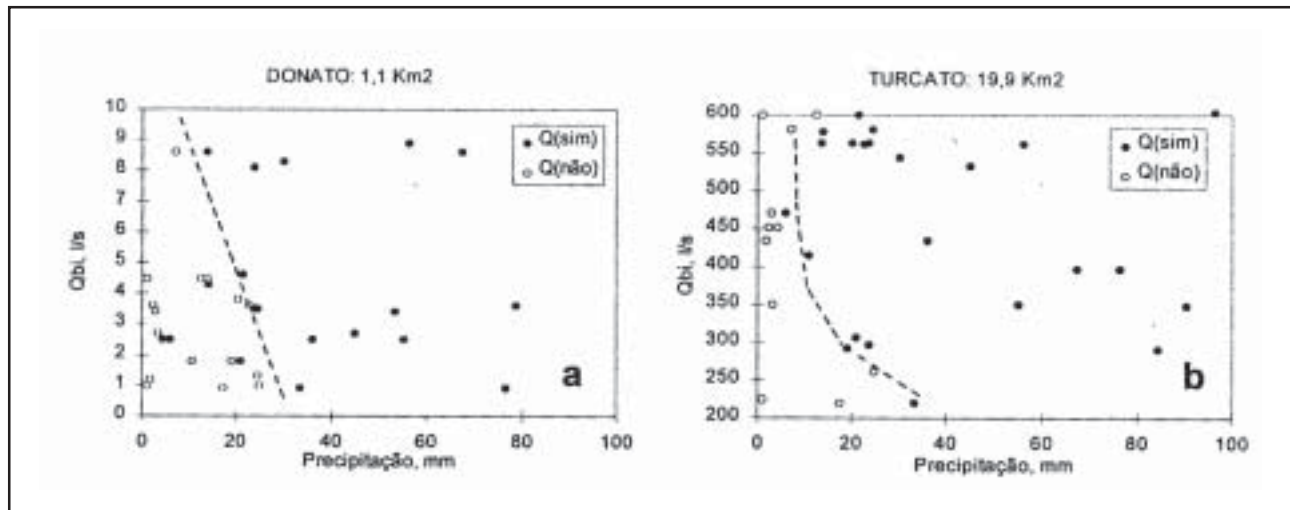 DONATO: 1,1 Km2
10
9
8
7
6
5
4
3
2
1
0
Qbi, l/s
Q(sim)
Q(não)
a
0
20
40
60
80
100
Precipitação, mm
TURCATO: 19,9 Km2
600
550
500
450
400
350
300
250
200
Qbi, l/s
Q(sim)
Q(não)
b
0
20
40
60
80
100
Precipitação, mm